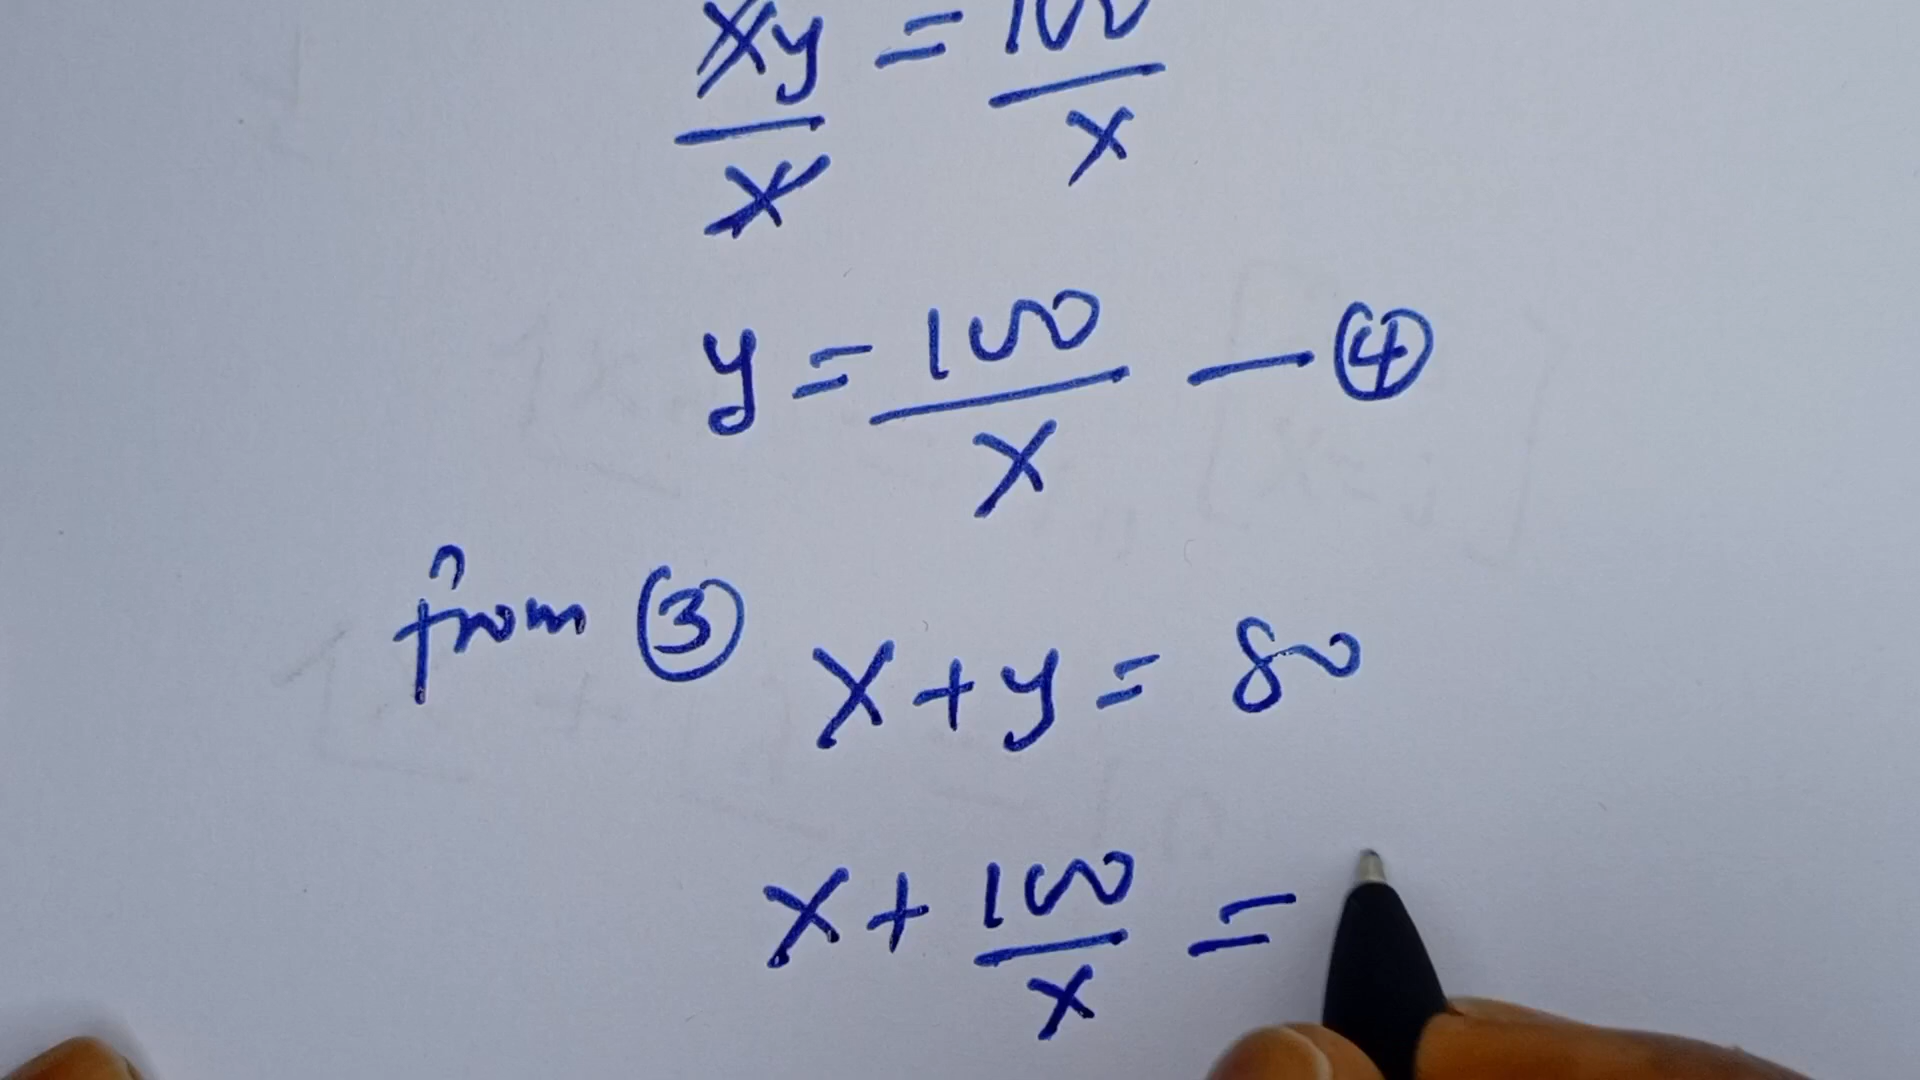 xy/x = 100/x
y = 100/x — ④
from ③ x + y = 80
x + 100/x =